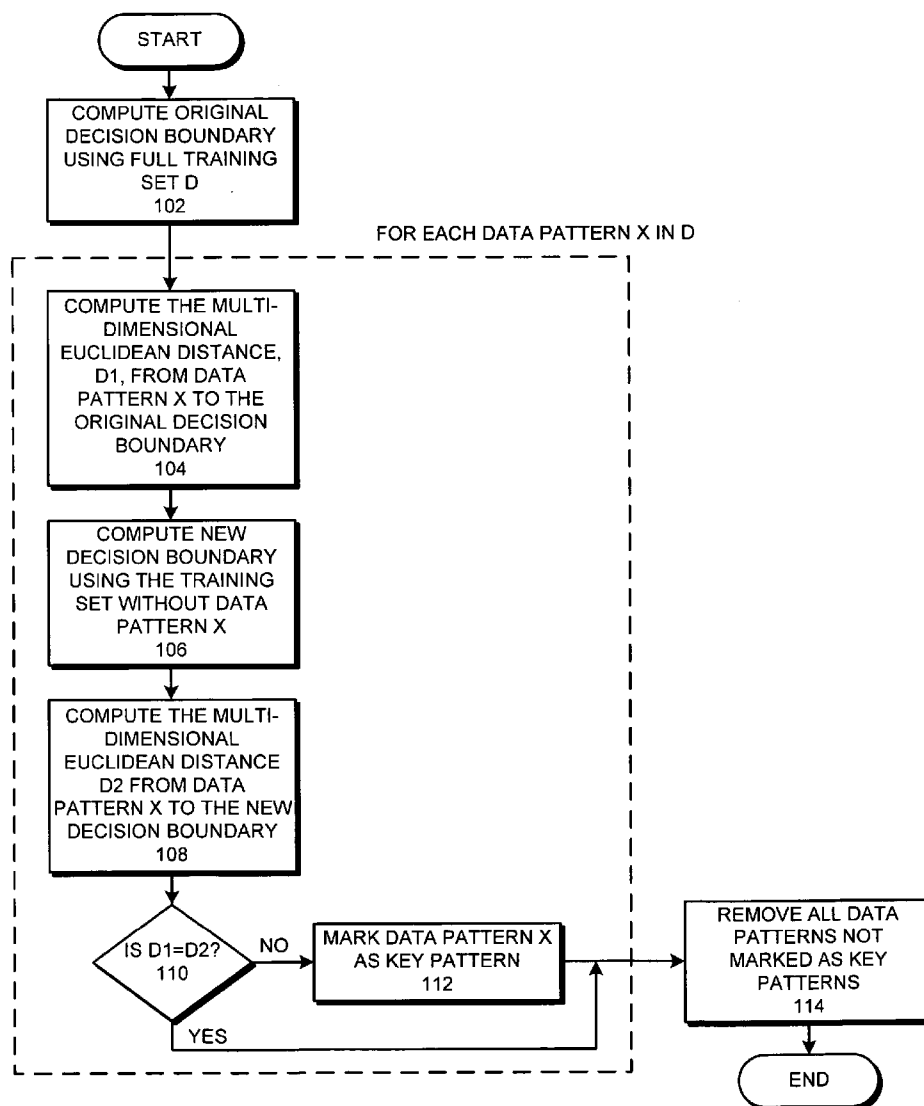 START
COMPUTE ORIGINAL
DECISION BOUNDARY
USING FULL TRAINING
SET D
102
FOR EACH DATA PATTERN X IN D
COMPUTE THE MULTI-
DIMENSIONAL
EUCLIDEAN DISTANCE,
D1, FROM DATA
PATTERN X TO THE
ORIGINAL DECISION
BOUNDARY
104
COMPUTE NEW
DECISION BOUNDARY
USING THE TRAINING
SET WITHOUT DATA
PATTERN X
106
COMPUTE THE MULTI-
DIMENSIONAL
EUCLIDEAN DISTANCE
D2 FROM DATA
PATTERN X TO THE NEW
DECISION BOUNDARY
108
IS D1=D2?
110
NO
YES
MARK DATA PATTERN X
AS KEY PATTERN
112
REMOVE ALL DATA
PATTERNS NOT
MARKED AS KEY
PATTERNS
114
END